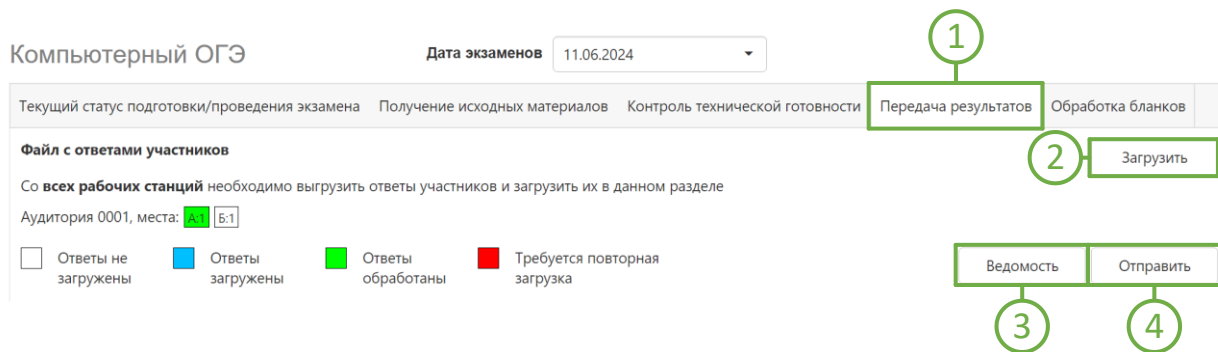 1
Компьютерный ОГЭ Дата экзаменов 11.06.2024
Текущий статус подготовки/проведения экзамена Получение исходных материалов Контроль технической готовности Передача результатов Обработка бланков
Файл с ответами участников
2 Загрузить
Со всех рабочих станций необходимо выгрузить ответы участников и загрузить их в данном разделе
Аудитория 0001, места: А:1 Б:1
Ответы не Ответы Ответы Требуется повторная
загружены загружены обработаны загрузка
Ведомость Отправить
3 4